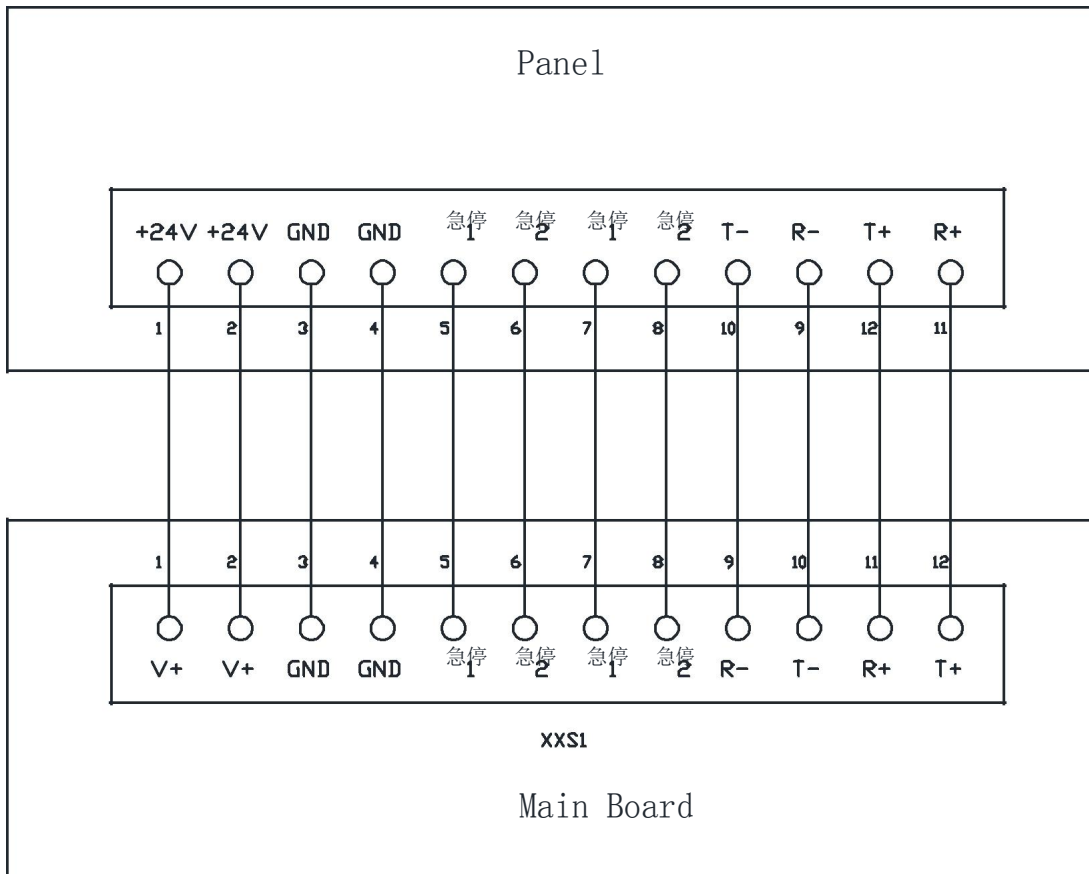 Panel
+24V +24V GND GND 急停1 急停2 急停1 急停2 T- R- T+ R+
1 2 3 4 5 6 7 8 10 9 12 11
1 2 3 4 5 6 7 8 9 10 11 12
V+ V+ GND GND 急停1 急停2 急停1 急停2 R- T- R+ T+
XXS1
Main Board